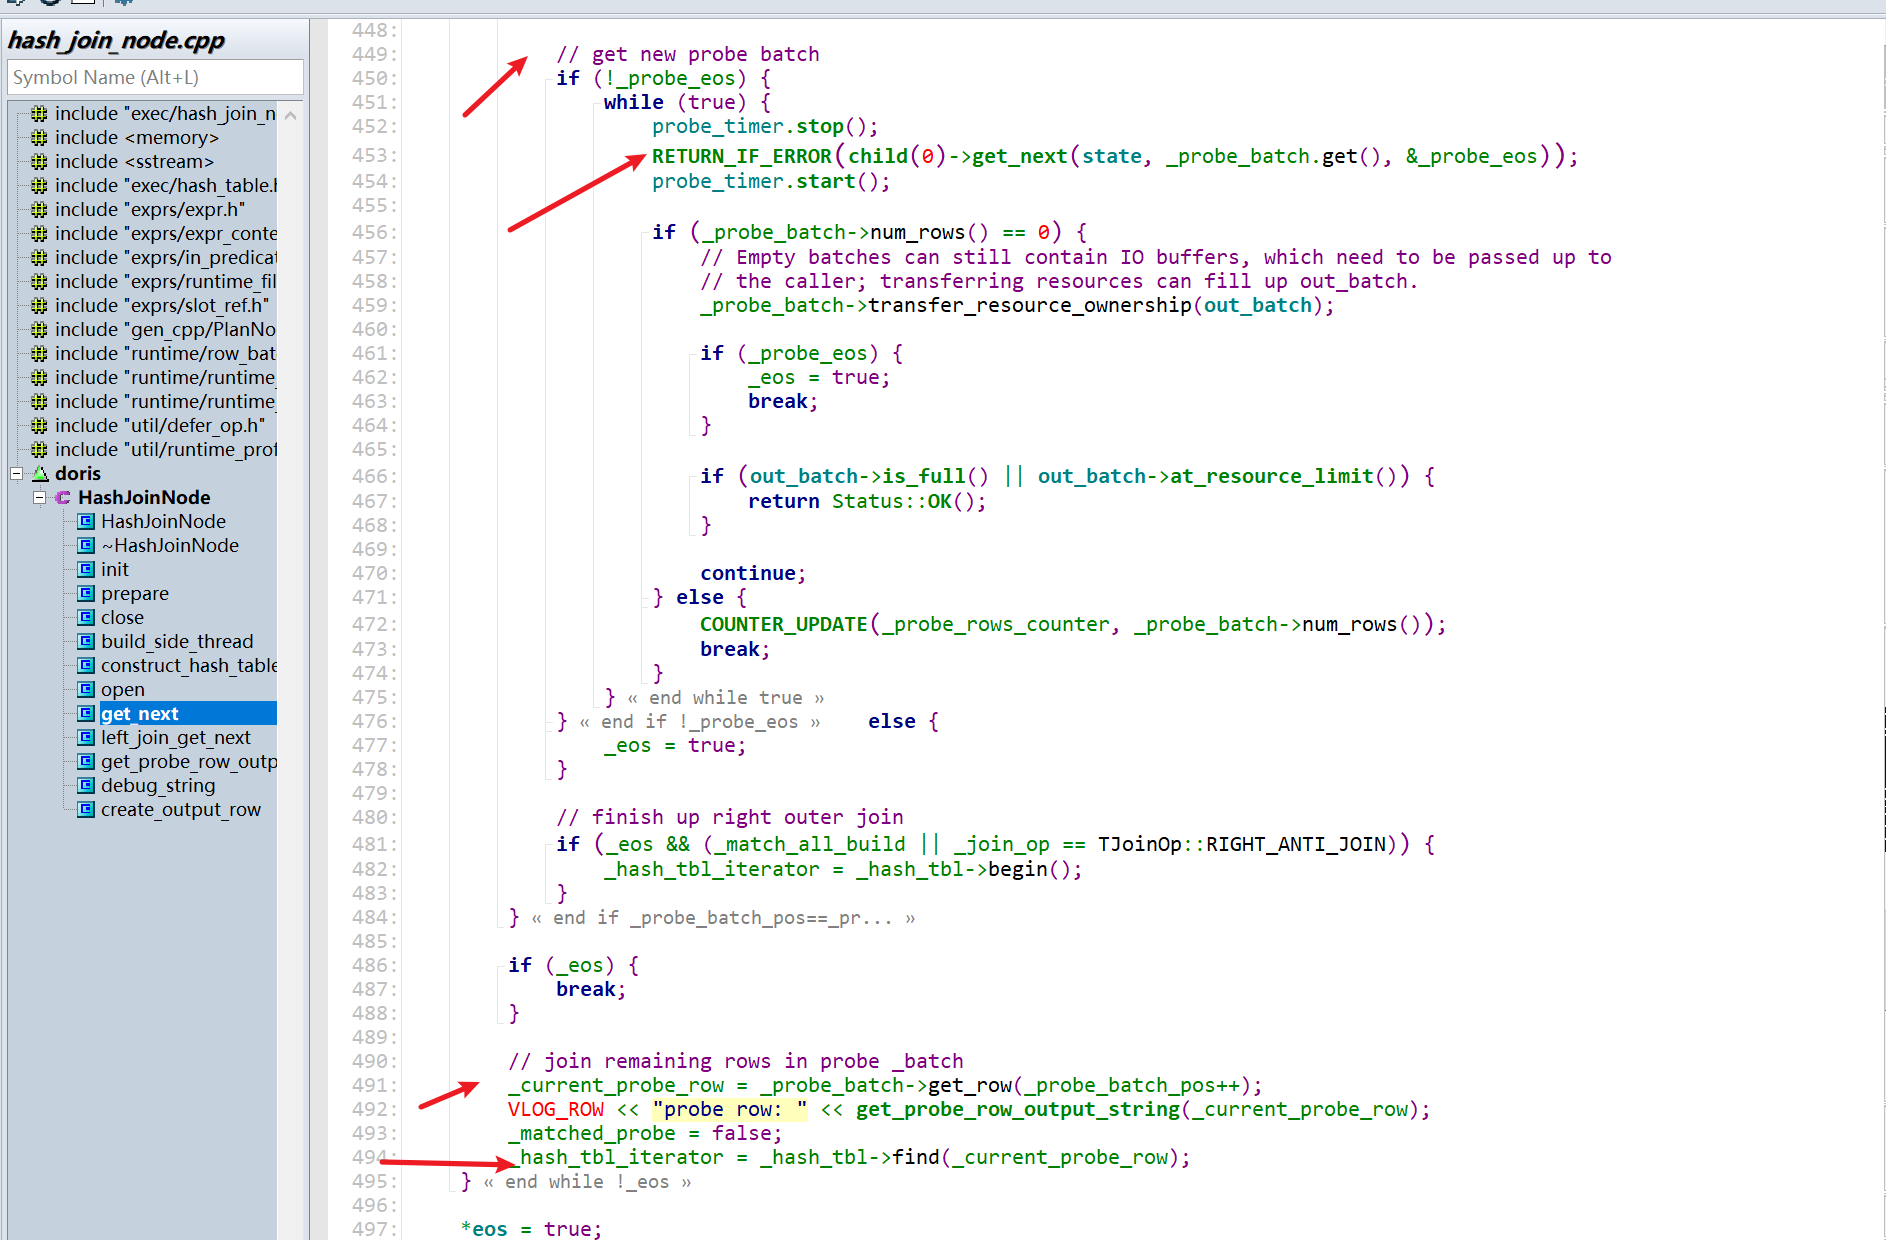 hash_join_node.cpp
Symbol Name (Alt+L)
include "exec/hash_join_n
include <memory>
include <sstream>
include "exec/hash_table.h
include "exprs/expr.h"
include "exprs/expr_conte
include "exprs/in_predicat
include "exprs/runtime_fil
include "exprs/slot_ref.h"
include "gen_cpp/PlanNo
include "runtime/row_bat
include "runtime/runtime_
include "runtime/runtime_
include "util/defer_op.h"
include "util/runtime_prof
doris
HashJoinNode
HashJoinNode
~HashJoinNode
init
prepare
close
build_side_thread
construct_hash_table
open
get_next
left_join_get_next
get_probe_row_outp
debug_string
create_output_row
448:
449: // get new probe batch
450: if (!_probe_eos) {
451: while (true) {
452: probe_timer.stop();
453: RETURN_IF_ERROR(child(0)->get_next(state, _probe_batch.get(), &_probe_eos));
454: probe_timer.start();
455:
456: if (_probe_batch->num_rows() == 0) {
457: // Empty batches can still contain IO buffers, which need to be passed up to
458: // the caller; transferring resources can fill up out_batch.
459: _probe_batch->transfer_resource_ownership(out_batch);
460:
461: if (_probe_eos) {
462: _eos = true;
463: break;
464: }
465:
466: if (out_batch->is_full() || out_batch->at_resource_limit()) {
467: return Status::OK();
468: }
469:
470: continue;
471: } else {
472: COUNTER_UPDATE(_probe_rows_counter, _probe_batch->num_rows());
473: break;
474: }
475: } « end while true »
476: } « end if !_probe_eos » else {
477: _eos = true;
478: }
479:
480: // finish up right outer join
481: if (_eos && (_match_all_build || _join_op == TJoinOp::RIGHT_ANTI_JOIN)) {
482: _hash_tbl_iterator = _hash_tbl->begin();
483: }
484: } « end if _probe_batch_pos==_pr... »
485:
486: if (_eos) {
487: break;
488: }
489:
490: // join remaining rows in probe _batch
491: _current_probe_row = _probe_batch->get_row(_probe_batch_pos++);
492: VLOG_ROW << "probe row: " << get_probe_row_output_string(_current_probe_row);
493: _matched_probe = false;
494: _hash_tbl_iterator = _hash_tbl->find(_current_probe_row);
495: } « end while !_eos »
496:
497: *eos = true;